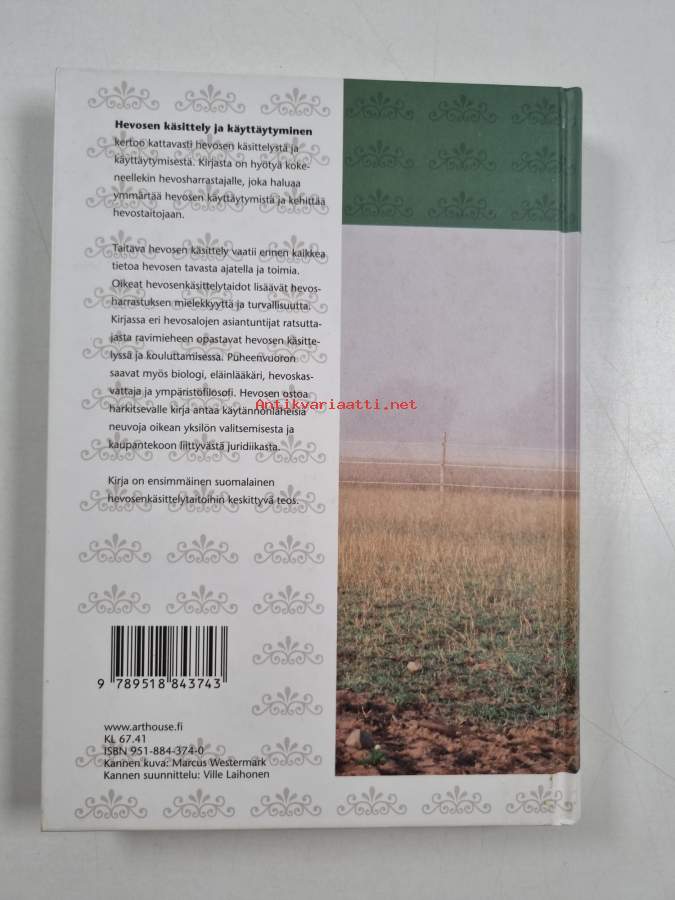 Hevosen käsittely ja käyttäytyminen
kertoo kattavasti hevosen käsittelystä ja
käyttäytymisestä. Kirjasta on hyötyä koke-
neellekin hevosharrastajalle, joka haluaa
ymmärtää hevosen käyttäytymistä ja kehittää
hevostaitojaan.
Taitava hevosen käsittely vaatii ennen kaikkea
tietoa hevosen tavasta ajatella ja toimia.
Oikeat hevosenkäsittelytaidot lisäävät hevos-
harrastuksen mielekkyyttä ja turvallisuutta.
Kirjassa eri hevosalojen asiantuntijat ratsutta-
jasta ravimieheen opastavat hevosen käsitte-
lyssä ja kouluttamisessa. Puheenvuoron
saavat myös biologi, eläinlääkäri, hevoskas-
vattaja ja ympäristöfilosofi. Hevosen ostoa
harkitsevalle kirja antaa käytännönläheisiä
neuvoja oikean yksilön valitsemisesta ja
kaupantekoon liittyvästä juridiikasta.
Kirja on ensimmäinen suomalainen
hevosenkäsittelytaitoihin keskittyvä teos.
Antikvariaatti.net
9 789518 843743
www.arthouse.fi
KL 67.41
ISBN 951-884-374-0
Kannen kuva: Marcus Westermark
Kannen suunnittelu: Ville Laihonen